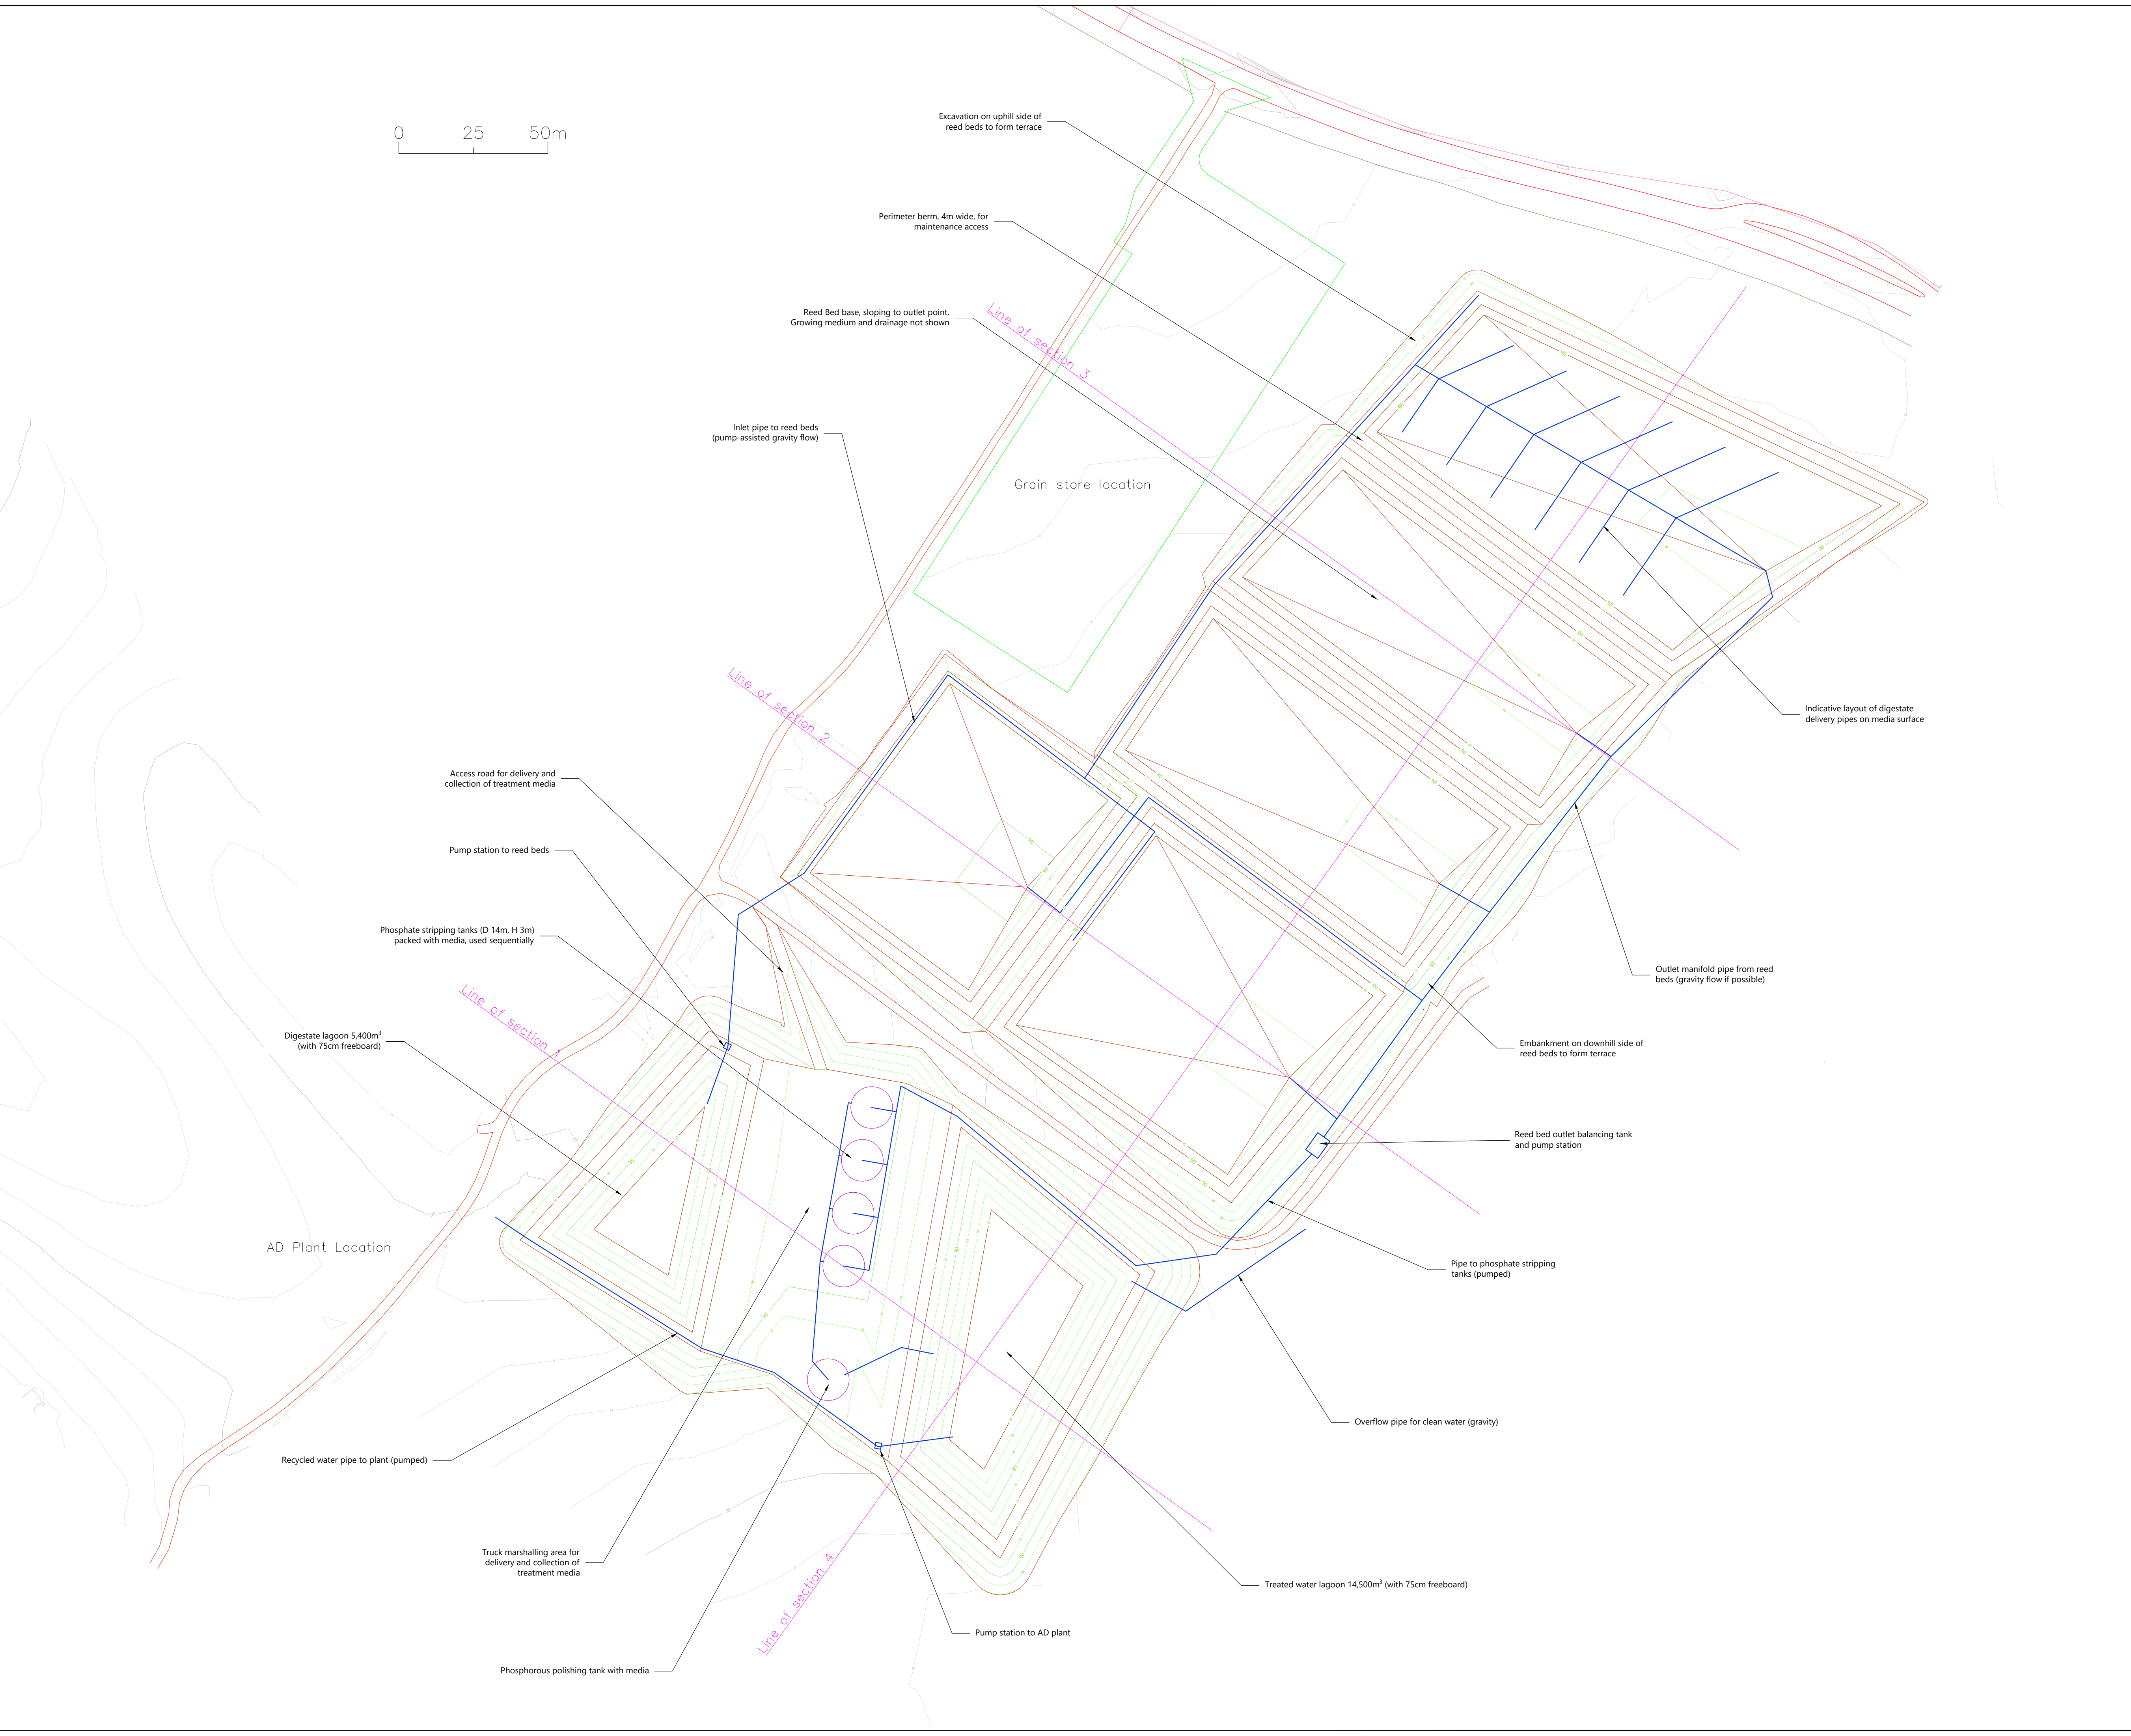 0 25 50m
Excavation on uphill side of
reed beds to form terrace
Perimeter berm, 4m wide, for
maintenance access
Reed Bed base, sloping to outlet point.
Growing medium and drainage not shown
Line of section 3
Inlet pipe to reed beds
(pump-assisted gravity flow)
Grain store location
Line of section 2
Indicative layout of digestate
delivery pipes on media surface
Access road for delivery and
collection of treatment media
Pump station to reed beds
Phosphate stripping tanks (D 14m, H 3m)
packed with media, used sequentially
Outlet manifold pipe from reed
beds (gravity flow if possible)
Line of section 1
Digestate lagoon 5,400m³
(with 75cm freeboard)
Embankment on downhill side of
reed beds to form terrace
Reed bed outlet balancing tank
and pump station
AD Plant Location
Pipe to phosphate stripping
tanks (pumped)
Overflow pipe for clean water (gravity)
Recycled water pipe to plant (pumped)
Truck marshalling area for
delivery and collection of
treatment media
Line of section 4
Treated water lagoon 14,500m³ (with 75cm freeboard)
Pump station to AD plant
Phosphorous polishing tank with media